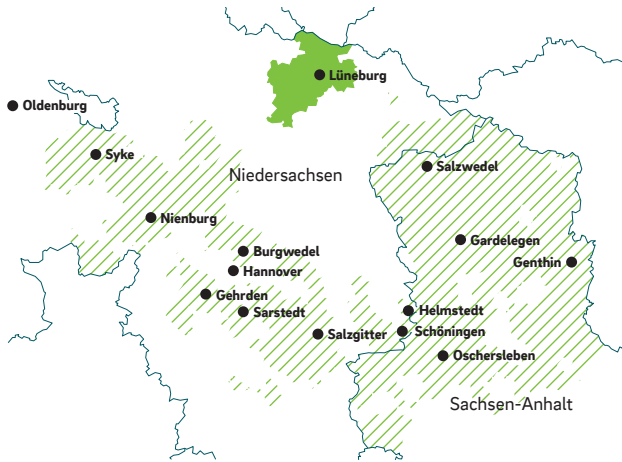 Lüneburg
Oldenburg
Syke
Salzwedel
Niedersachsen
Nienburg
Gardelegen
Burgwedel
Genthin
Hannover
Gehrden
Helmstedt
Sarstedt
Schöningen
Salzgitter
Oschersleben
Sachsen-Anhalt